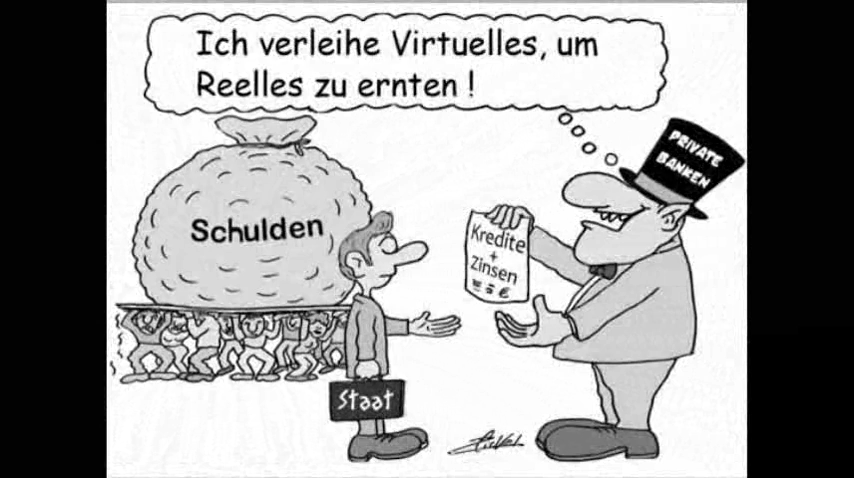 Ich verleihe Virtuelles, um
Reelles zu ernten !
PRIVATE
BANKEN
Schulden
Kredite
+
Zinsen
Staat